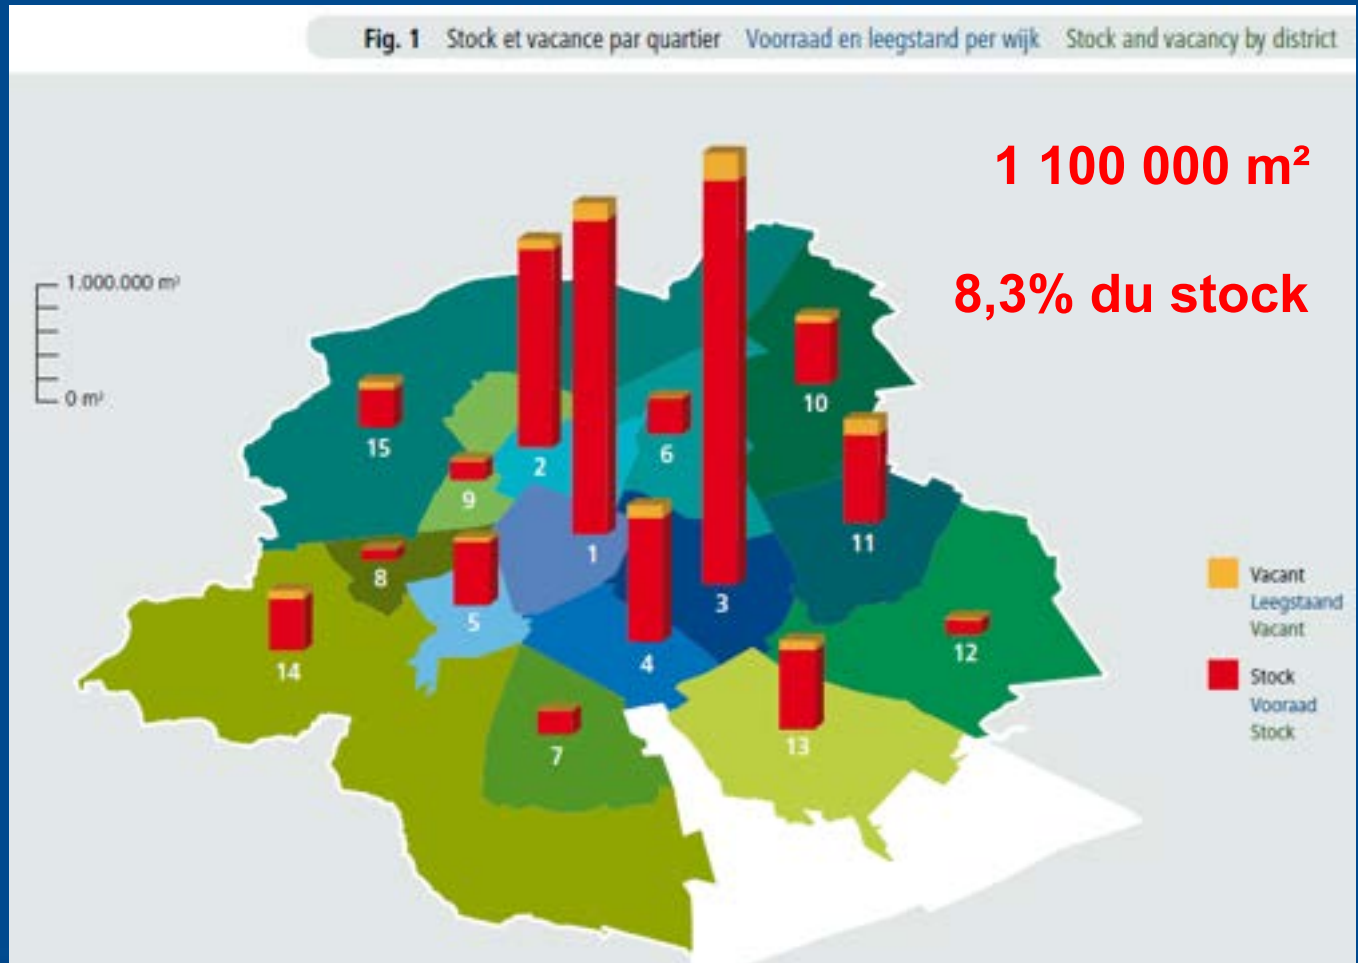 Fig. 1 Stock et vacance par quartier Voorraad en leegstand per wijk Stock and vacancy by district
1 100 000 m²
8,3% du stock
1.000.000 m²
0 m²
10
15
2
6
9
11
1
8
3
5
12
4
14
13
7
Vacant
Leegstaand
Vacant
Stock
Vooraad
Stock